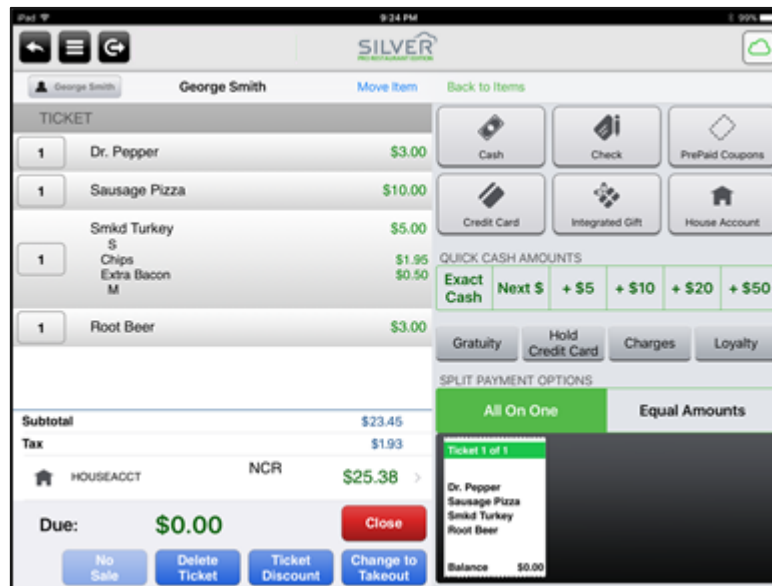 iPad 9:24 PM 99%
SILVER
PRO RESTAURANT EDITION
George Smith George Smith Move Item Back to Items
TICKET
1 Dr. Pepper $3.00
1 Sausage Pizza $10.00
Smkd Turkey $5.00
S
1 Chips $1.95
Extra Bacon $0.50
M
1 Root Beer $3.00
Subtotal $23.45
Tax $1.93
HOUSEACCT NCR $25.38 >
Due: $0.00 Close
No Sale
Delete Ticket
Ticket Discount
Change to Takeout
Cash Check PrePaid Coupons
Credit Card Integrated Gift House Account
QUICK CASH AMOUNTS
Exact Cash
Next $ + $5 + $10 + $20 + $50
Gratuity
Hold Credit Card
Charges Loyalty
SPLIT PAYMENT OPTIONS
All On One Equal Amounts
Ticket 1 of 1
Dr. Pepper
Sausage Pizza
Smkd Turkey
Root Beer
Balance $0.00